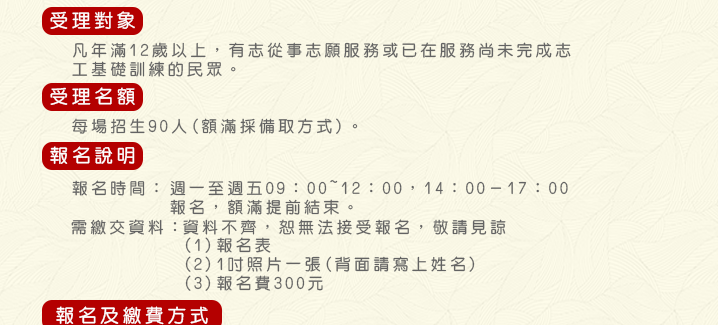 受理對象
凡年滿12歲以上，有志從事志願服務或已在服務尚未完成志
工基礎訓練的民眾。
受理名額
每場招生90人(額滿採備取方式)。
報名說明
報名時間：週一至週五09：00~12：00，14：00－17：00
報名，額滿提前結束。
需繳交資料：資料不齊，恕無法接受報名，敬請見諒
(1)報名表
(2)1吋照片一張(背面請寫上姓名)
(3)報名費300元
報名及繳費方式